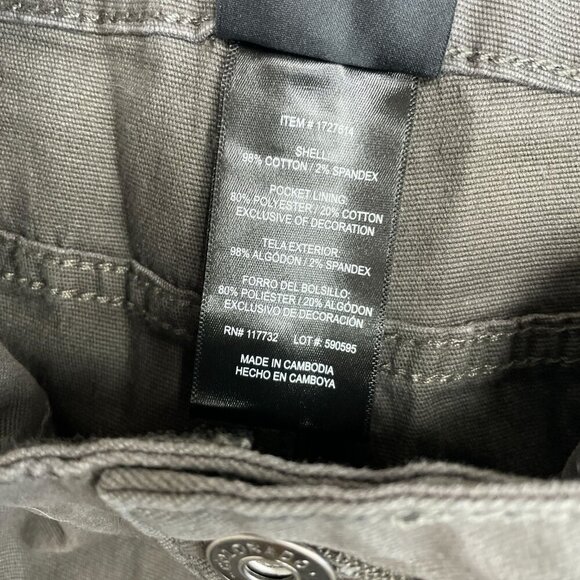 ITEM # 1727614
SHELL:
98% COTTON / 2% SPANDEX
POCKET LINING:
80% POLYESTER / 20% COTTON
EXCLUSIVE OF DECORATION
TELA EXTERIOR:
98% ALGODÓN / 2% SPANDEX
FORRO DEL BOLSILLO:
80% POLIESTER / 20% ALGODON
EXCLUSIVO DE DECORACIÓN
RN# 117732 LOT #: 590595
MADE IN CAMBODIA
HECHO EN CAMBOYA
COLORADO